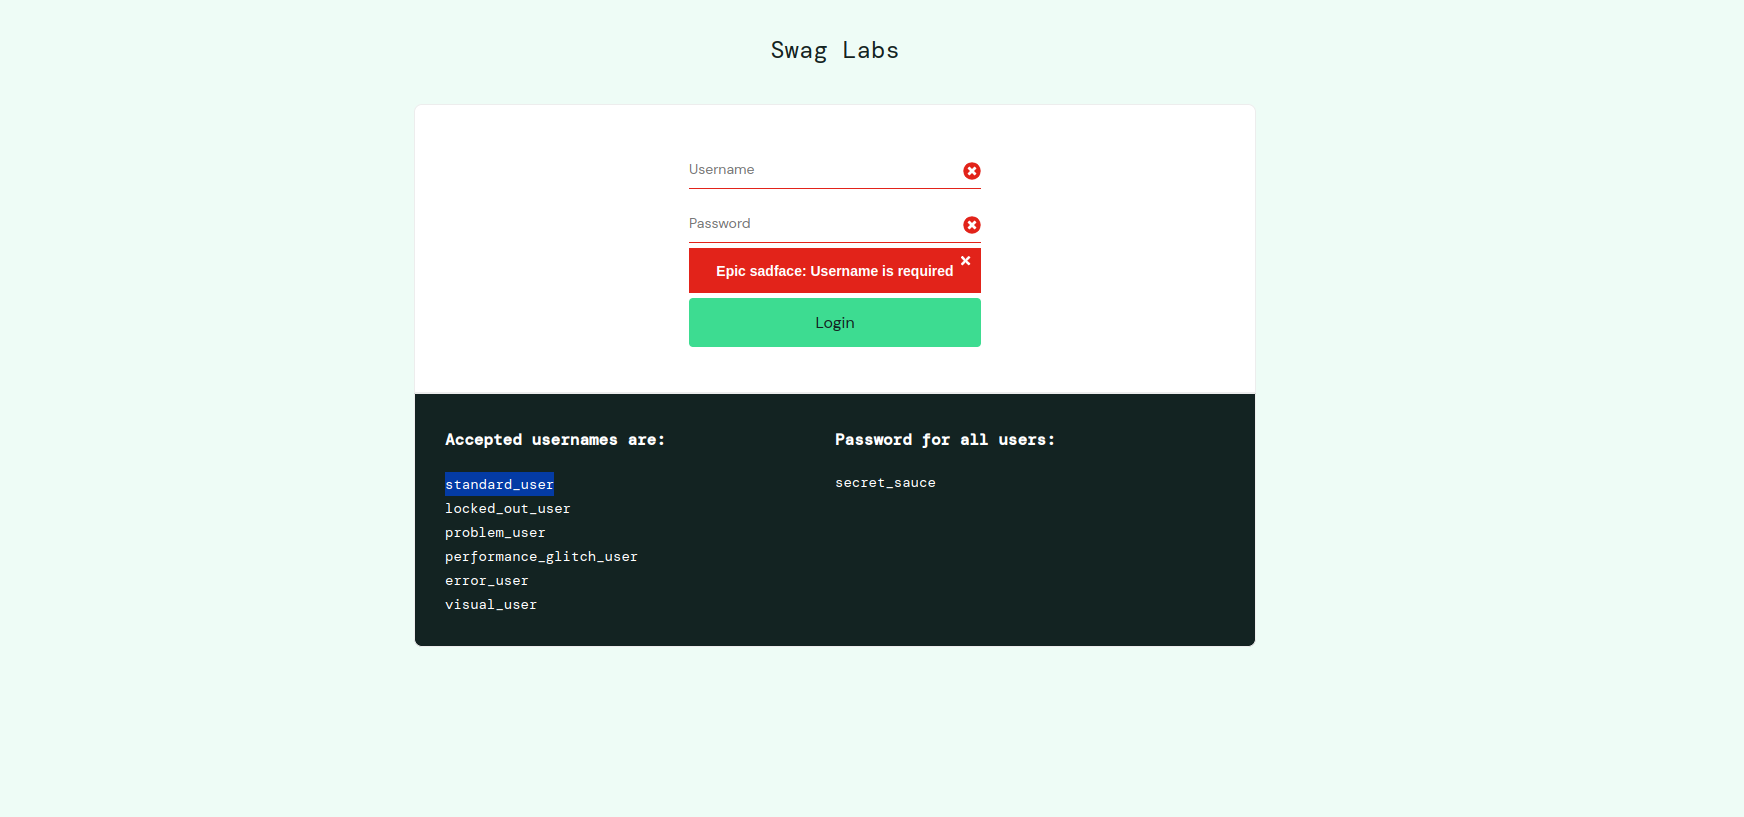 Swag Labs
Username
Password
Epic sadface: Username is required
Login
Accepted usernames are:
standard_user
locked_out_user
problem_user
performance_glitch_user
error_user
visual_user
Password for all users:
secret_sauce